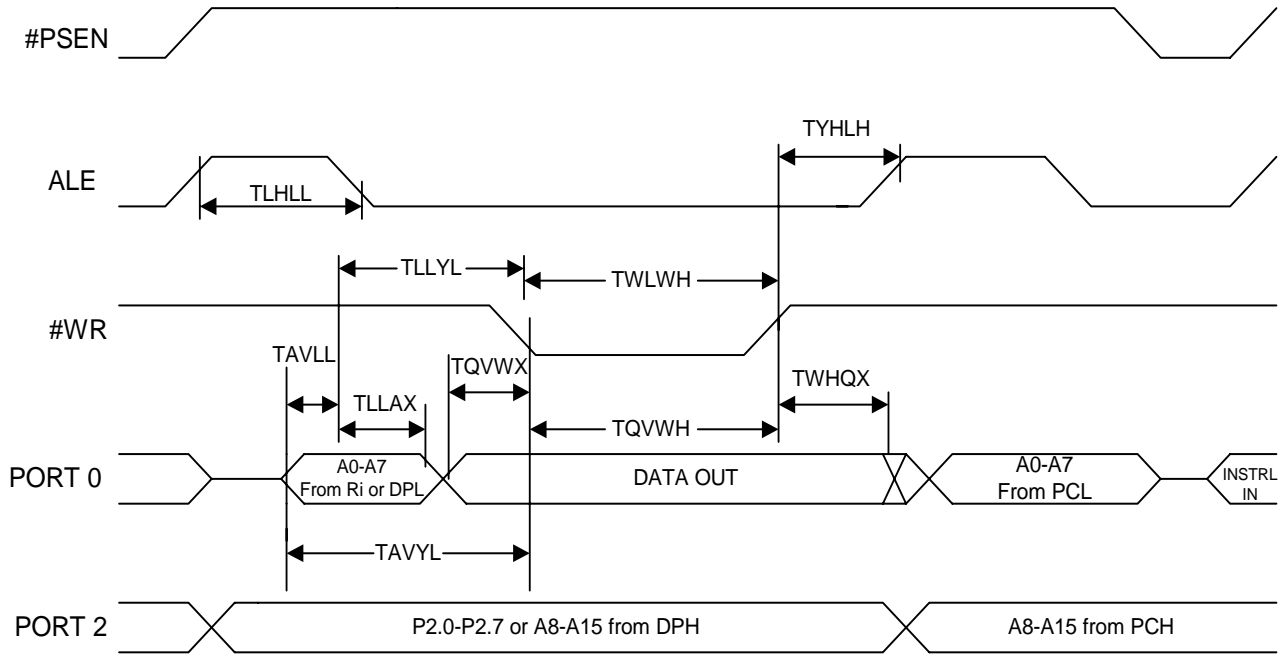 #PSEN
TYHLH
ALE
TLHLL
TLLYL
TWLWH
#WR
TAVLL
TQVWX
TWHQX
TLLAX
TQVWH
PORT 0
A0-A7
From Ri or DPL
DATA OUT
A0-A7
From PCL
INSTRL
IN
TAVYL
PORT 2
P2.0-P2.7 or A8-A15 from DPH
A8-A15 from PCH